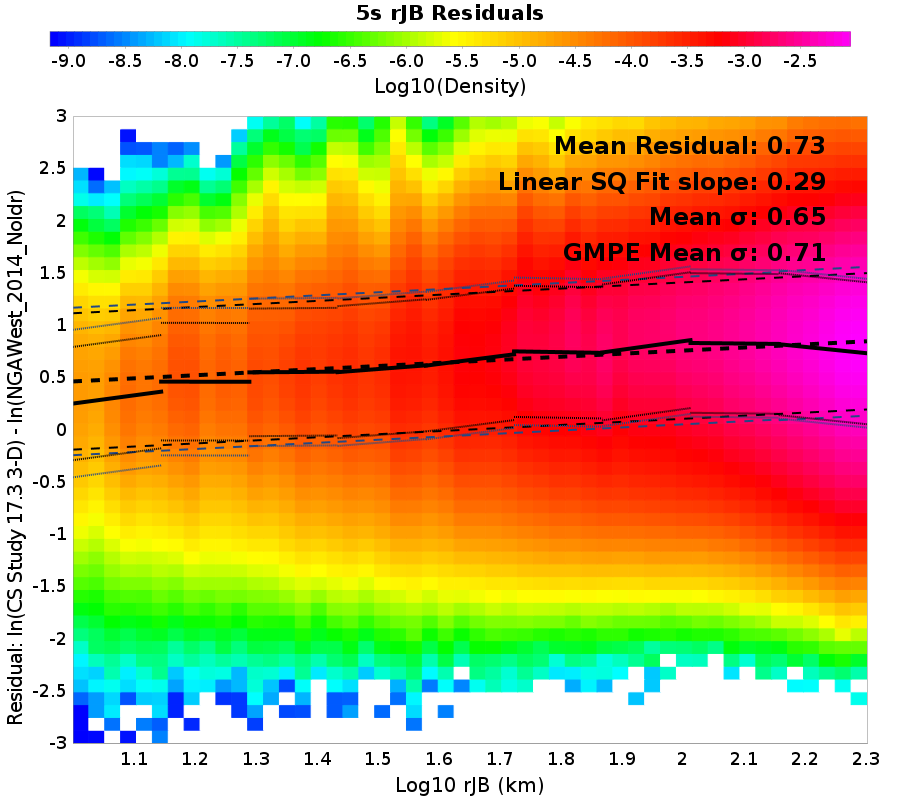 5s rJB Residuals
-9.0 -8.5 -8.0 -7.5 -7.0 -6.5 -6.0 -5.5 -5.0 -4.5 -4.0 -3.5 -3.0 -2.5
Log10(Density)
Mean Residual: 0.73
Linear SQ Fit slope: 0.29
Mean σ: 0.65
GMPE Mean σ: 0.71
3
2.5
2
1.5
1
0.5
0
-0.5
-1
-1.5
-2
-2.5
-3
Residual: ln(CS Study 17.3 3-D) - ln(NGAWest_2014_NoIdr)
1.1 1.2 1.3 1.4 1.5 1.6 1.7 1.8 1.9 2 2.1 2.2 2.3
Log10 rJB (km)